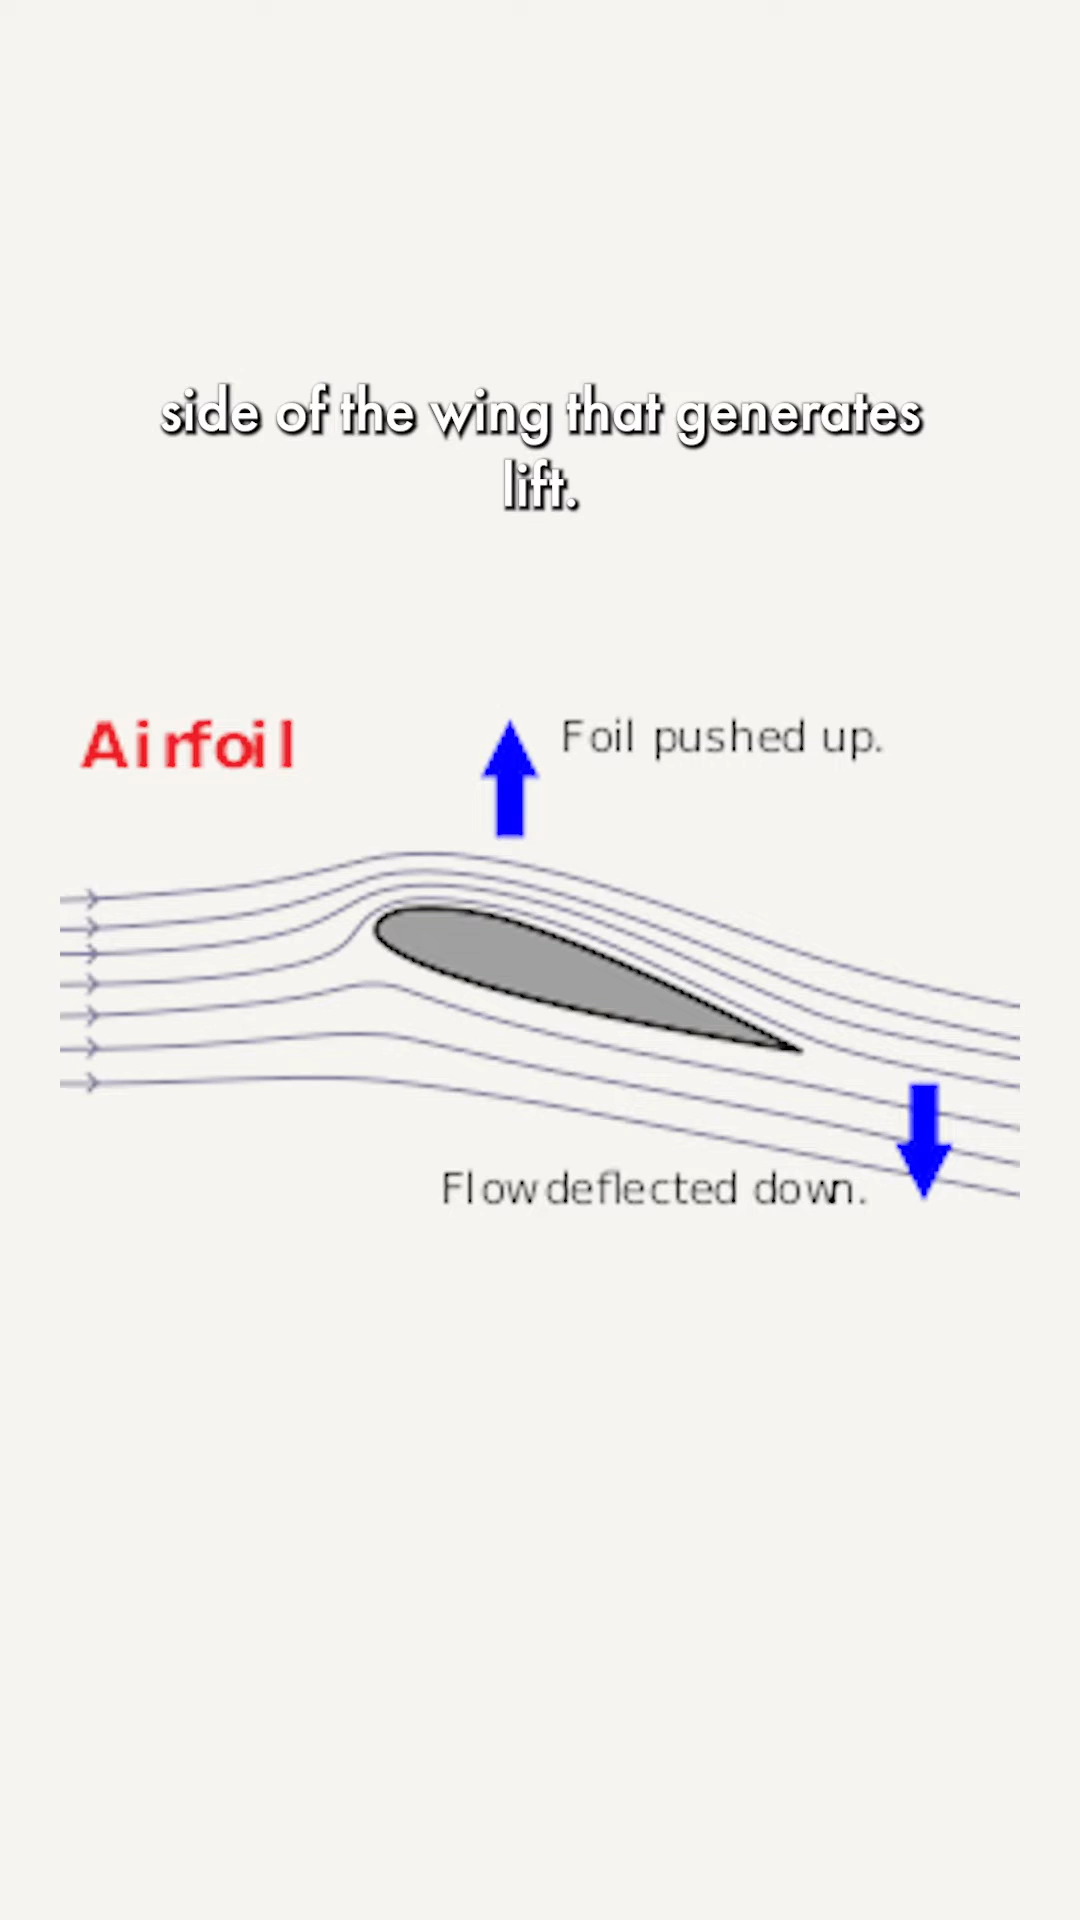 side of the wing that generates
lift.
Airfoil
Foil pushed up.
Flow deflected down.